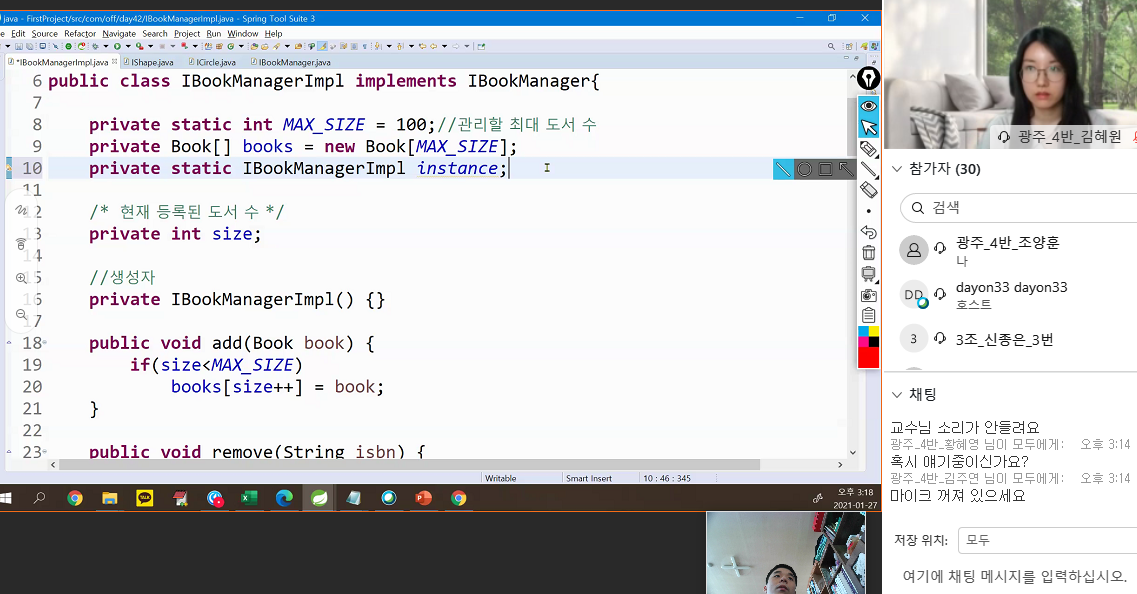 java - FirstProject/src/com/off/day42/IBookManagerImpl.java - Spring Tool Suite 3
Edit Source Refactor Navigate Search Project Run Window Help
*IBookManagerImpl.java IShape.java ICircle.java IBookManager.java
6 public class IBookManagerImpl implements IBookManager{
7
8 private static int MAX_SIZE = 100;//관리할 최대 도서 수
9 private Book[] books = new Book[MAX_SIZE];
10 private static IBookManagerImpl instance;
11
12 /* 현재 등록된 도서 수 */
13 private int size;
14
15 //생성자
16 private IBookManagerImpl() {}
17
18 public void add(Book book) {
19 if(size<MAX_SIZE)
20 books[size++] = book;
21 }
22
23 public void remove(String isbn) {
Writable Smart Insert 10 : 46 : 345
TALK
오후 3:18
2021-01-27
광주_4반_김혜원
참가자 (30)
검색
광주_4반_조양훈
나
DD dayon33 dayon33
호스트
3 3조_신종은_3번
채팅
교수님 소리가 안들려요
광주_4반_황혜영 님이 모두에게: 오후 3:14
혹시 얘기중이신가요?
광주_4반_김주연 님이 모두에게: 오후 3:14
마이크 꺼져 있으세요
저장 위치: 모두
여기에 채팅 메시지를 입력하십시오.